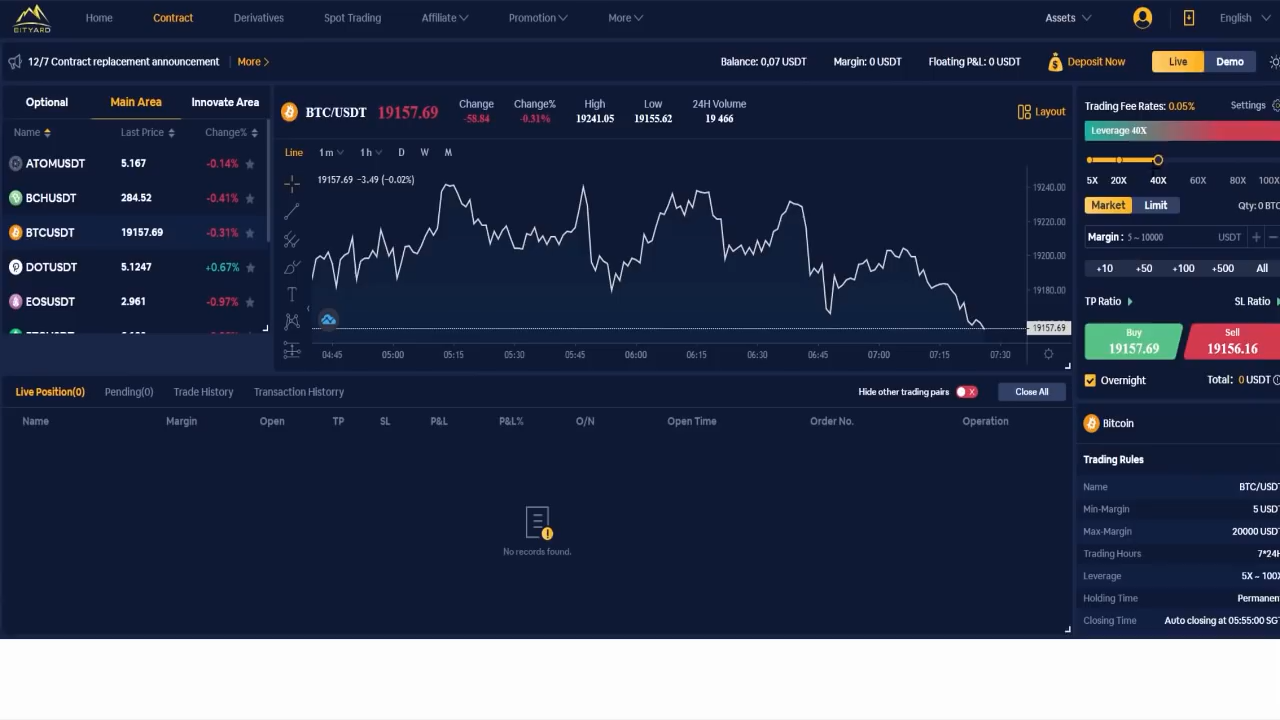 BITYARD
Home
Contract
Derivatives
Spot Trading
Affiliate
Promotion
More
Assets
English
12/7 Contract replacement announcement
More
Balance: 0,07 USDT
Margin: 0 USDT
Floating P&L: 0 USDT
Deposit Now
Live
Demo
Optional
Main Area
Innovate Area
Name
Last Price
Change%
ATOMUSDT 5.167 -0.14%
BCHUSDT 284.52 -0.41%
BTCUSDT 19157.69 -0.31%
DOTUSDT 5.1247 +0.67%
EOSUSDT 2.961 -0.97%
BTC/USDT 19157.69
Change
-58.84
Change%
-0.31%
High
19241.05
Low
19155.62
24H Volume
19 466
Layout
Line 1m 1h D W M
19157.69 -3.49 (-0.02%)
19240.00
19220.00
19200.00
19180.00
19157.69
04:45 05:00 05:15 05:30 05:45 06:00 06:15 06:30 06:45 07:00 07:15 07:30
Trading Fee Rates: 0.05%
Settings
Leverage 40X
5X 20X 40X 60X 80X 100X
Market
Limit
Qty: 0 BTC
Margin: 5 ~ 10000 USDT + −
+10 +50 +100 +500 All
TP Ratio
SL Ratio
Buy
19157.69
Sell
19156.16
Overnight
Total: 0 USDT
Live Position(0)
Pending(0)
Trade History
Transaction Historry
Hide other trading pairs
X
Close All
Name Margin Open TP SL P&L P&L% O/N Open Time Order No. Operation
No records found.
Bitcoin
Trading Rules
Name BTC/USDT
Min-Margin 5 USDT
Max-Margin 20000 USDT
Trading Hours 7*24H
Leverage 5X ~ 100X
Holding Time Permanen
Closing Time Auto closing at 05:55:00 SG